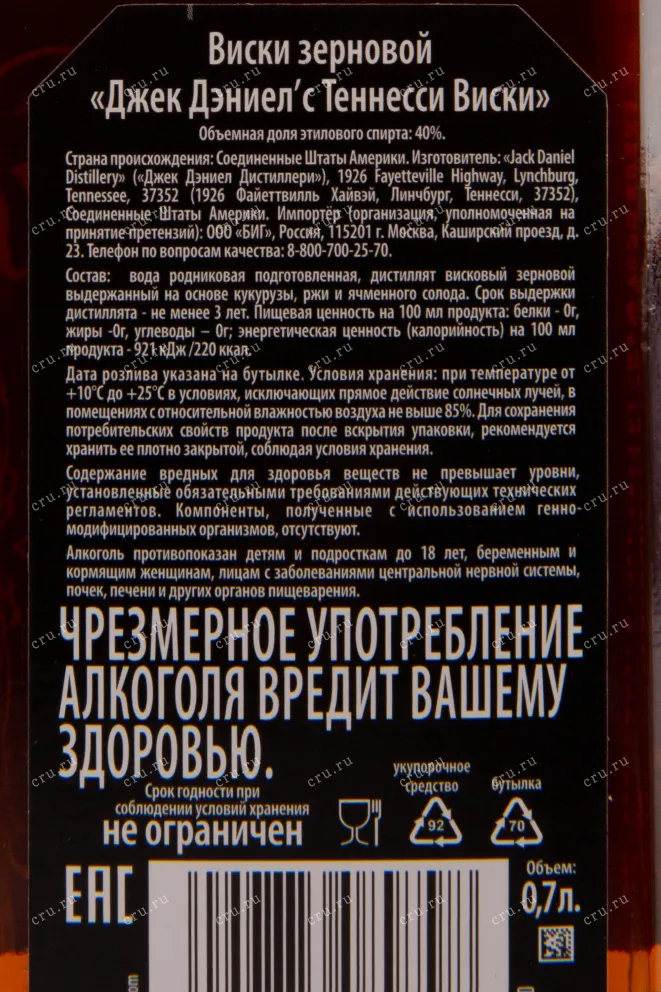 Виски зерновой
«Джек Дэниел’с Теннесси Виски»
Объемная доля этилового спирта: 40%.
Страна происхождения: Соединенные Штаты Америки. Изготовитель: «Jack Daniel
Distillery» («Джек Дэниел Дистиллери»), 1926 Fayetteville Highway, Lynchburg,
Tennessee, 37352 (1926 Файеттвилль Хайвэй, Линчбург, Теннесси, 37352),
Соединенные Штаты Америки. Импортёр (организация, уполномоченная на
принятие претензий): ООО «БИГ», Россия, 115201 г. Москва, Каширский проезд, д.
23. Телефон по вопросам качества: 8-800-700-25-70.
Состав: вода родниковая подготовленная, дистиллят висковый зерновой
выдержанный на основе кукурузы, ржи и ячменного солода. Срок выдержки
дистиллята - не менее 3 лет. Пищевая ценность на 100 мл продукта: белки - 0г,
жиры -0г, углеводы – 0г; энергетическая ценность (калорийность) на 100 мл
продукта - 921 кДж /220 ккал.
Дата розлива указана на бутылке. Условия хранения: при температуре от
+10°C до +25°C в условиях, исключающих прямое действие солнечных лучей, в
помещениях с относительной влажностью воздуха не выше 85%. Для сохранения
потребительских свойств продукта после вскрытия упаковки, рекомендуется
хранить ее плотно закрытой, соблюдая условия хранения.
Содержание вредных для здоровья веществ не превышает уровни,
установленные обязательными требованиями действующих технических
регламентов. Компоненты, полученные с использованием генно-
модифицированных организмов, отсутствуют.
Алкоголь противопоказан детям и подросткам до 18 лет, беременным и
кормящим женщинам, лицам с заболеваниями центральной нервной системы,
почек, печени и других органов пищеварения.
ЧРЕЗМЕРНОЕ УПОТРЕБЛЕНИЕ
АЛКОГОЛЯ ВРЕДИТ ВАШЕМУ
ЗДОРОВЬЮ.
Срок годности при
соблюдении условий хранения
не ограничен
укупорочное
средство
92
бутылка
70
EAC
Объем:
0,7л.
cru.ru